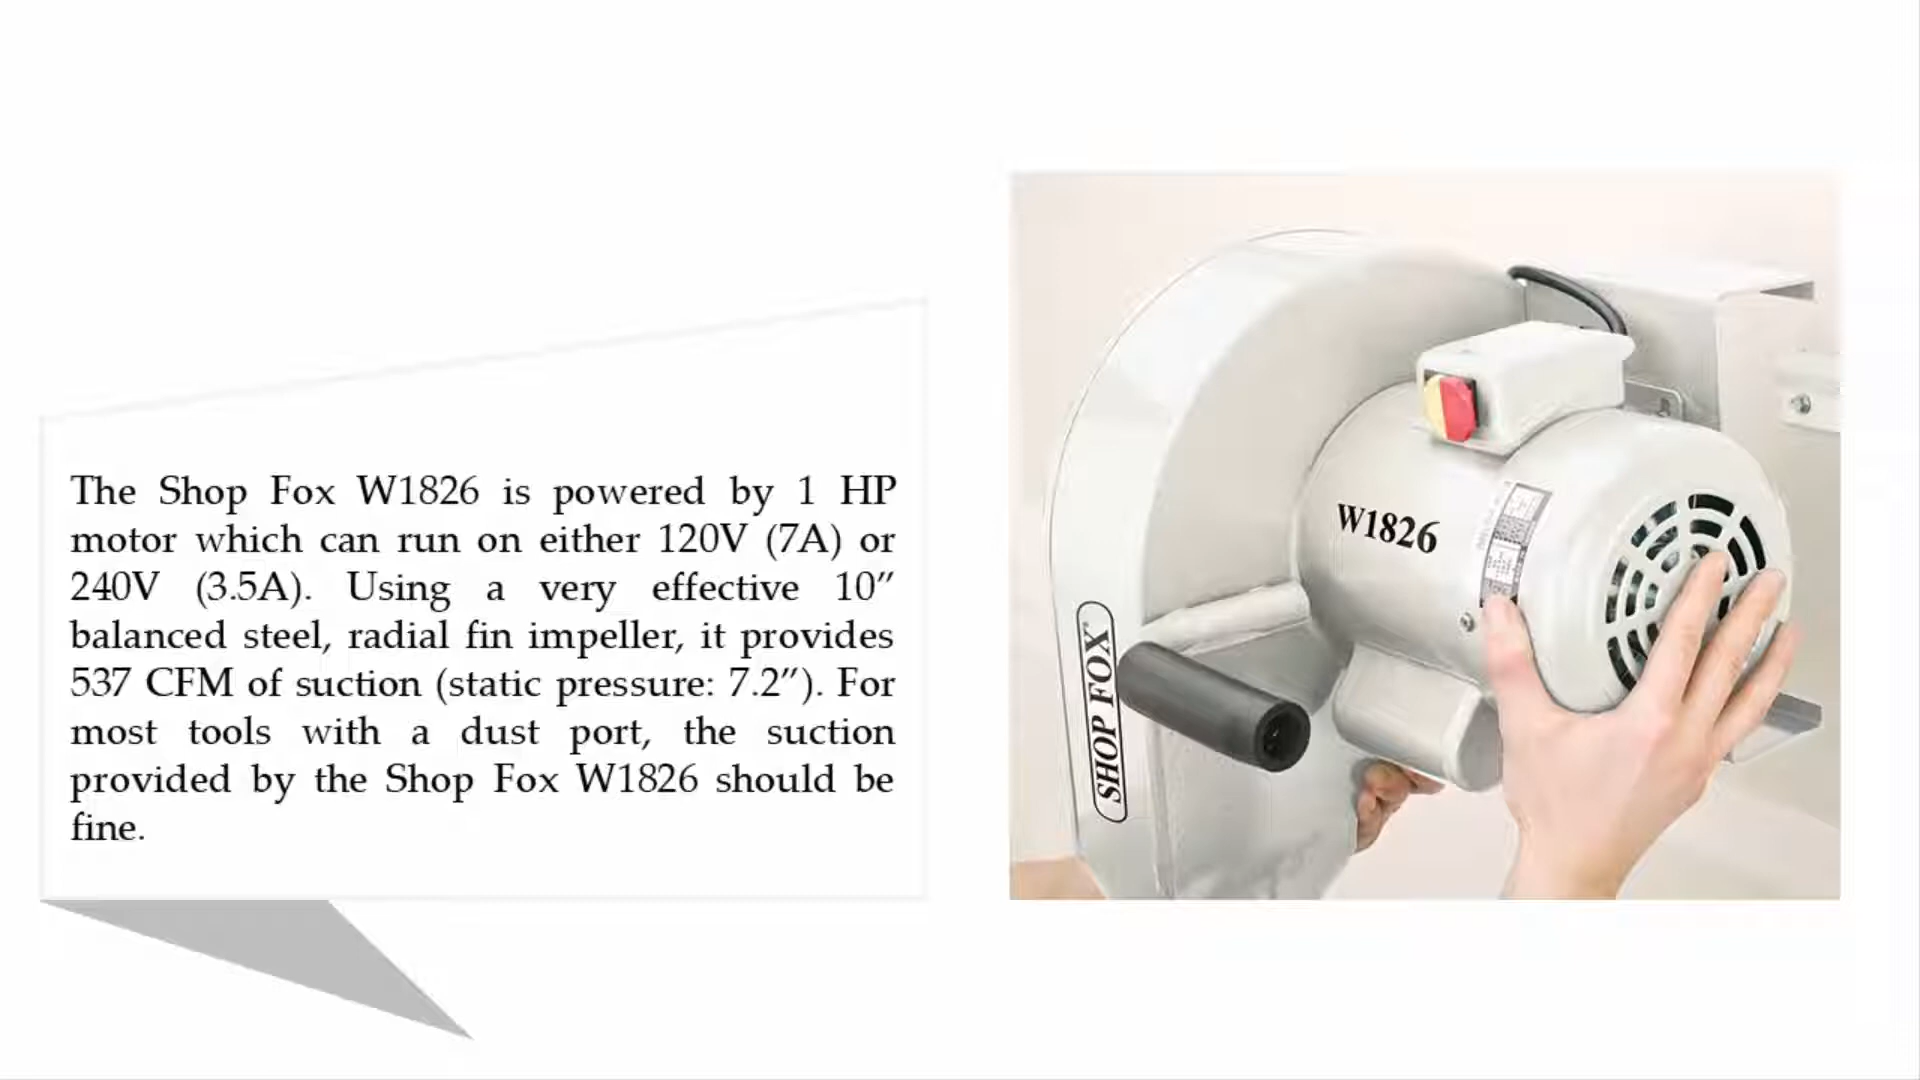 The Shop Fox W1826 is powered by 1 HP
motor which can run on either 120V (7A) or
240V (3.5A). Using a very effective 10″
balanced steel, radial fin impeller, it provides
537 CFM of suction (static pressure: 7.2″). For
most tools with a dust port, the suction
provided by the Shop Fox W1826 should be
fine.
W1826
SHOP FOX